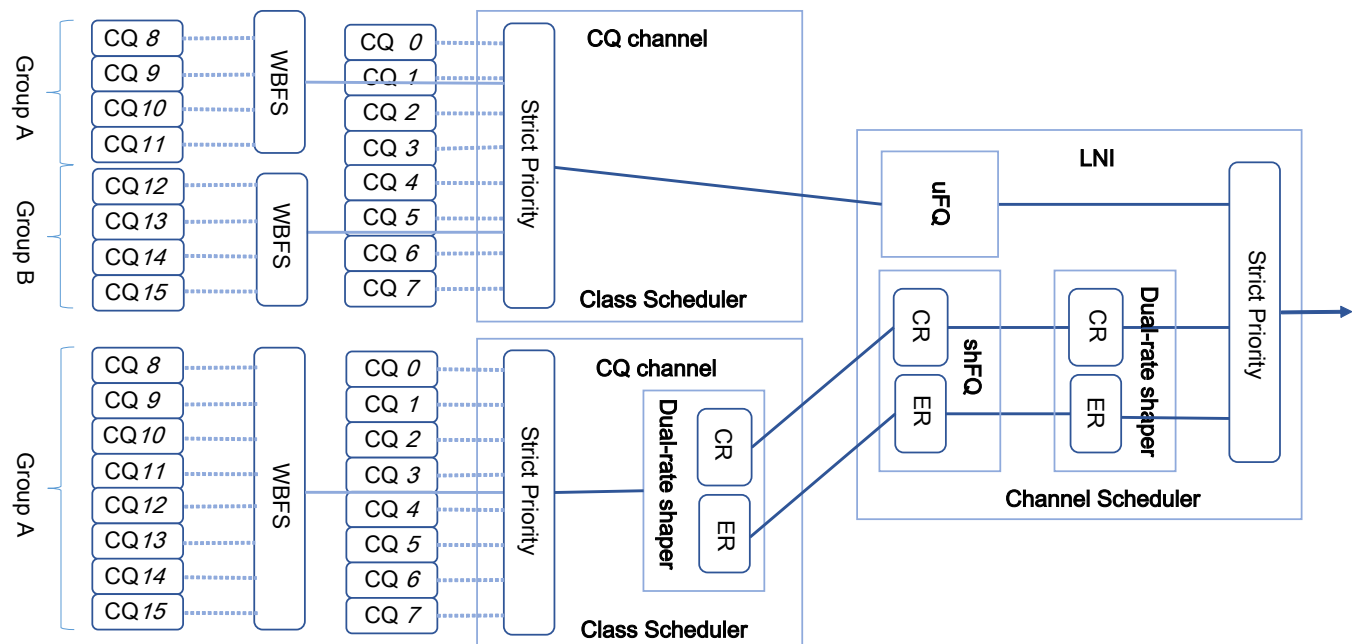 Group A
CQ 8
CQ 9
CQ 10
CQ 11
WBFS
Group B
CQ 12
CQ 13
CQ 14
CQ 15
WBFS
CQ 0
CQ 1
CQ 2
CQ 3
CQ 4
CQ 5
CQ 6
CQ 7
CQ channel
Strict Priority
Class Scheduler
Group A
CQ 8
CQ 9
CQ 10
CQ 11
CQ 12
CQ 13
CQ 14
CQ 15
WBFS
CQ 0
CQ 1
CQ 2
CQ 3
CQ 4
CQ 5
CQ 6
CQ 7
CQ channel
Strict Priority
Dual-rate shaper
CR
ER
Class Scheduler
LNI
uFQ
CR
ER
shFQ
CR
ER
Dual-rate shaper
Strict Priority
Channel Scheduler